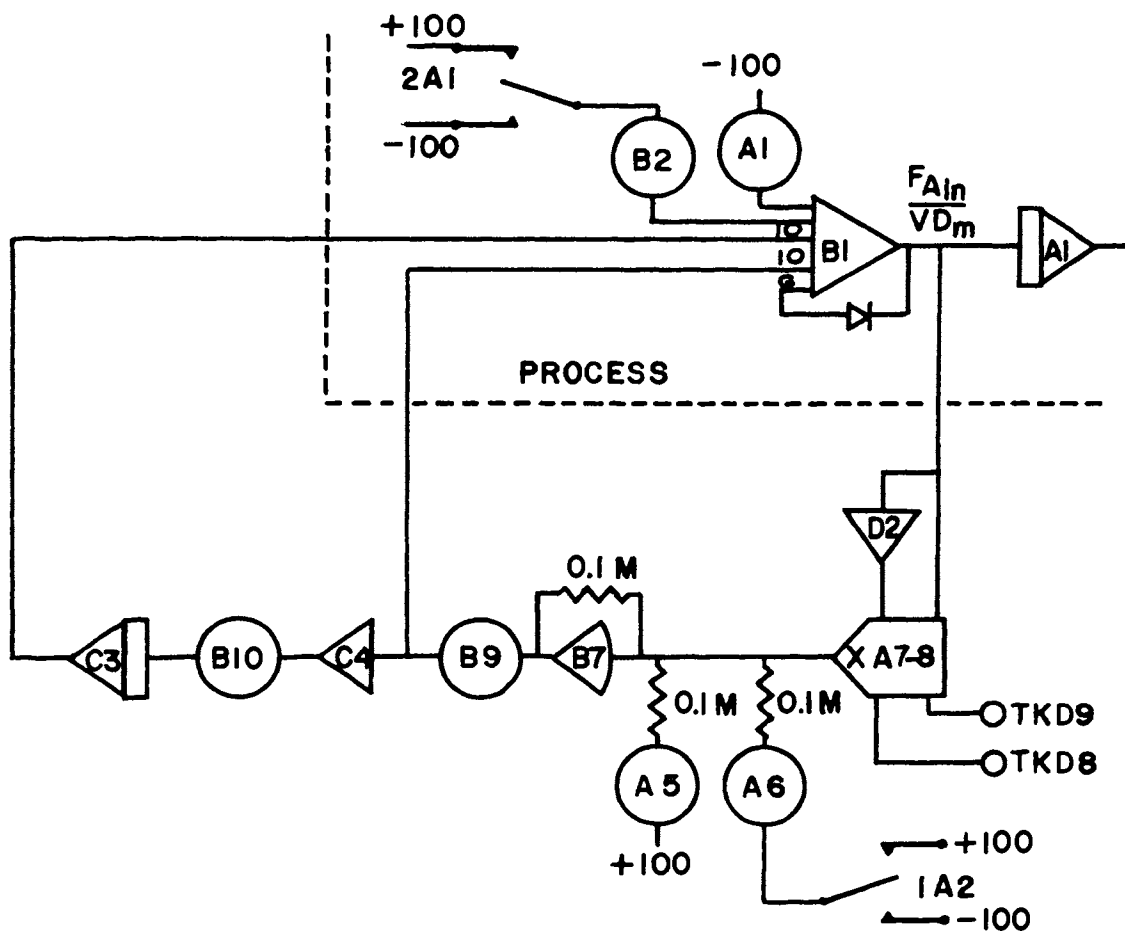 +100
2A1
-100
-100
B2
A1
F_AIn
VD_m
10
10
G
B1
A1
PROCESS
D2
0.1 M
C3
B10
C4
B9
B7
X A7-8
0.1 M
0.1 M
TKD9
TKD8
A5
A6
+100
+100
1A2
-100